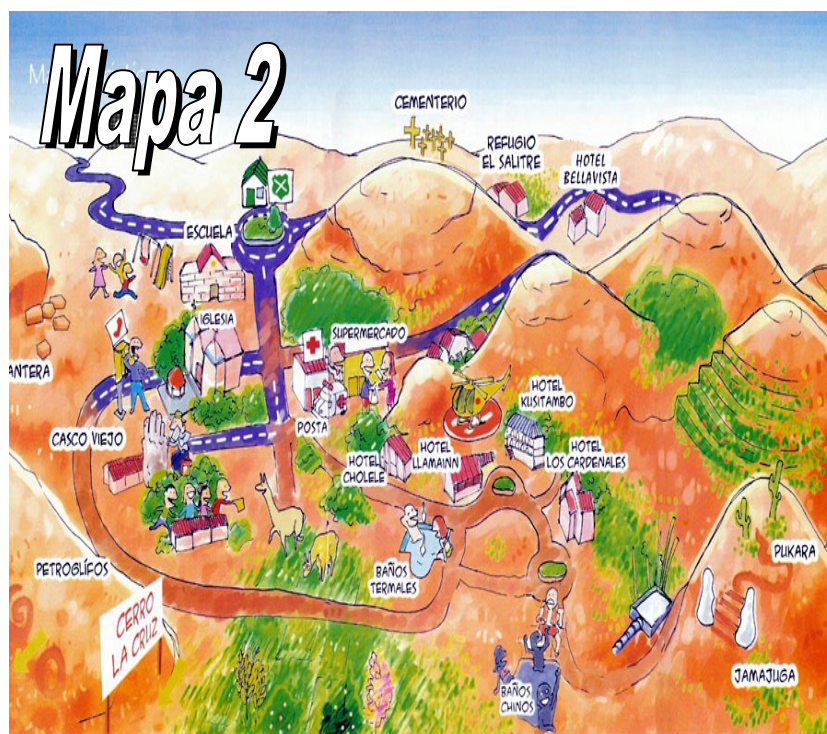 Mapa 2
CEMENTERIO
REFUGIO
EL SALITRE
HOTEL
BELLAVISTA
ESCUELA
IGLESIA
SUPERMERCADO
ANTERA
HOTEL
KUSITAMBO
CASCO VIEJO
POSTA
HOTEL
CHOLELE
HOTEL
LLAMAINN
HOTEL
LOS CARDENALES
PUKARA
PETROGLÍFOS
BAÑOS
TERMALES
CERRO
LA CRUZ
JAMAJUGA
BAÑOS
CHINOS